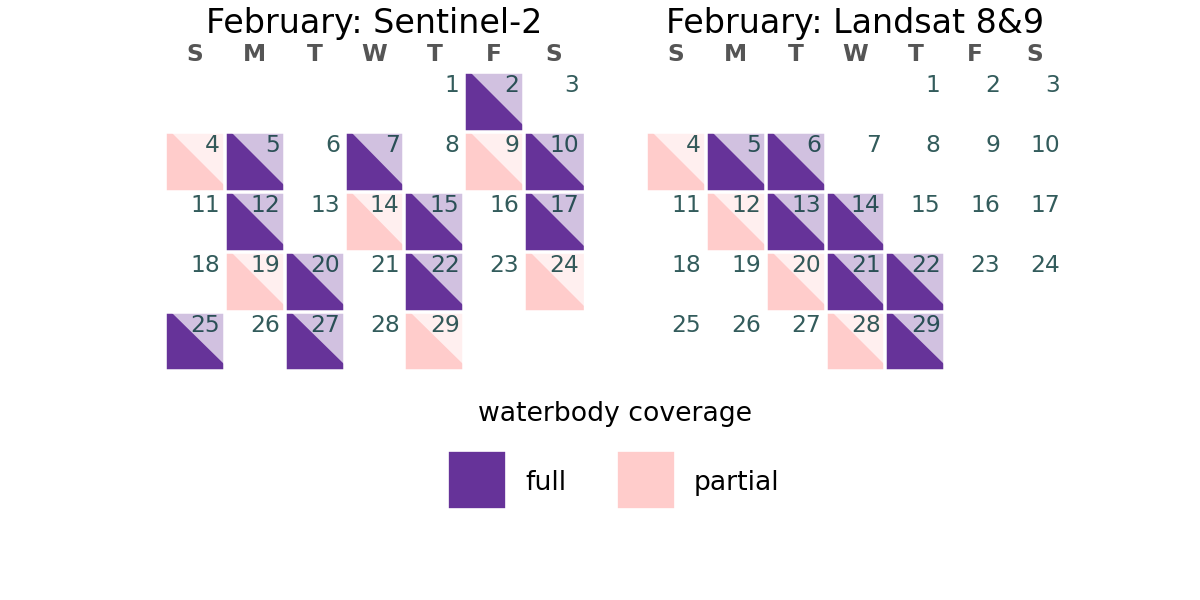 February: Sentinel-2
S M T W T F S
1 2 3
4 5 6 7 8 9 10
11 12 13 14 15 16 17
18 19 20 21 22 23 24
25 26 27 28 29
February: Landsat 8&9
S M T W T F S
1 2 3
4 5 6 7 8 9 10
11 12 13 14 15 16 17
18 19 20 21 22 23 24
25 26 27 28 29
waterbody coverage
full
partial